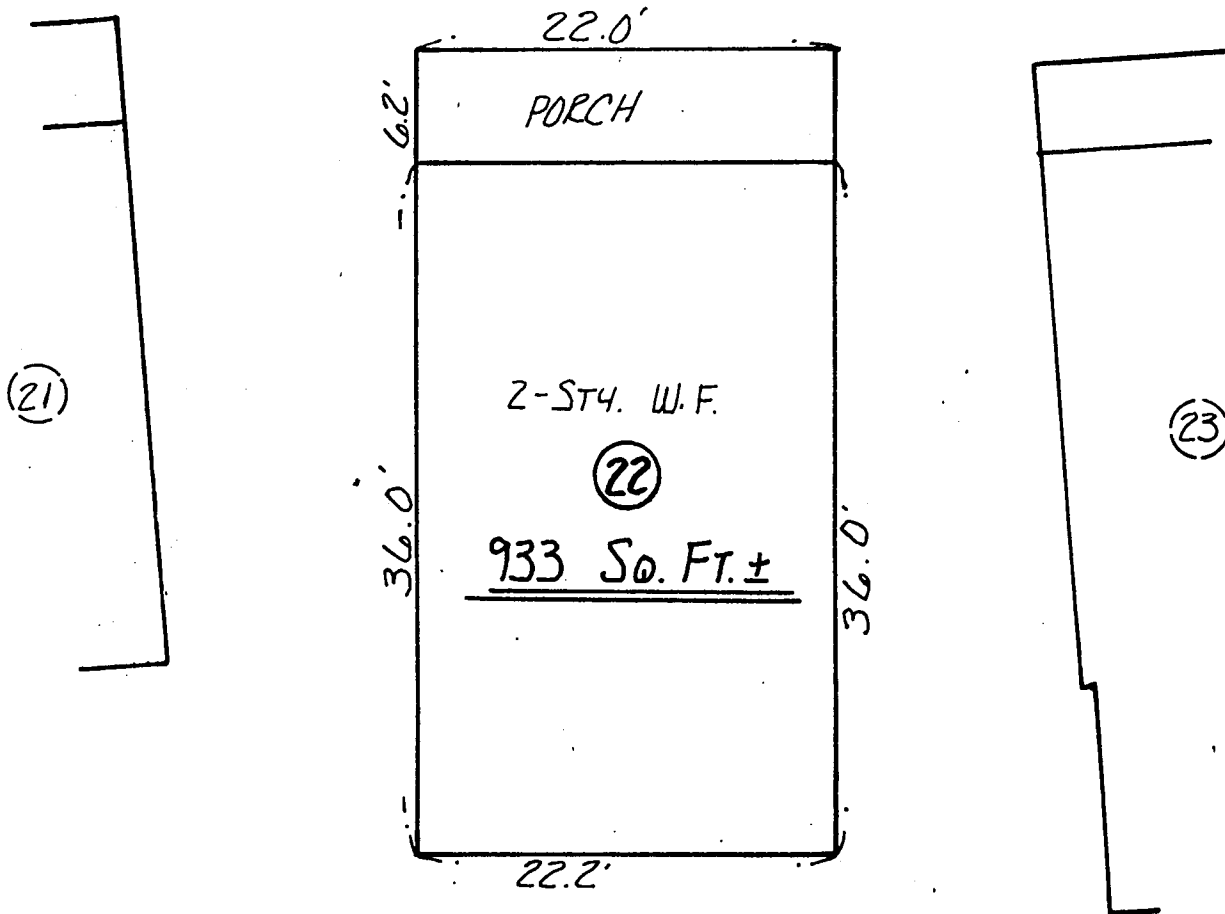 22.0'
6.2'
PORCH
21
2-STY. W.F.
22
23
36.0'
933 SQ. FT. ±
36.0'
22.2'